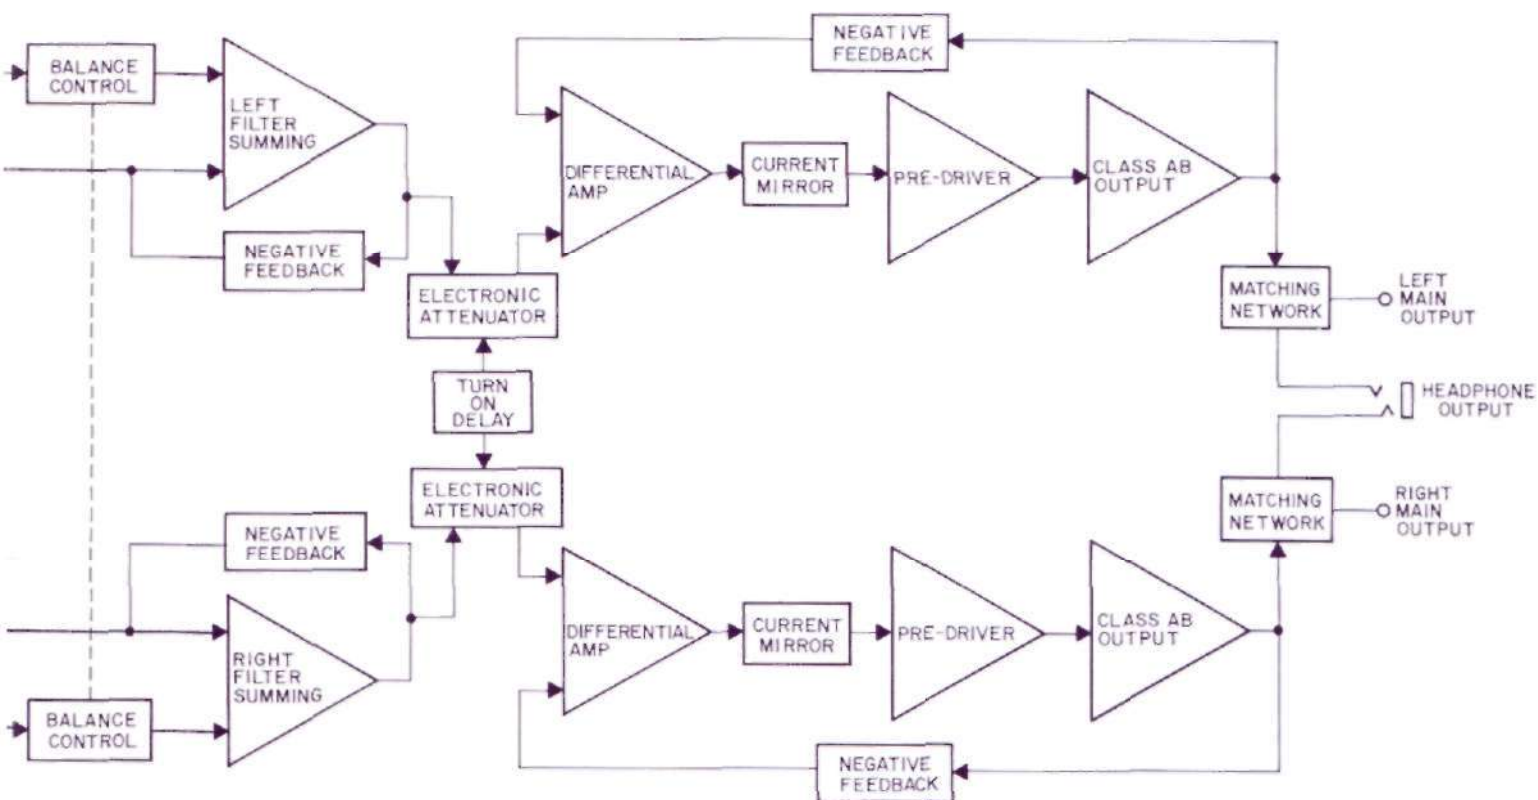 NEGATIVE
FEEDBACK
BALANCE
CONTROL
LEFT
FILTER
SUMMING
DIFFERENTIAL
AMP
CURRENT
MIRROR
PRE-DRIVER
CLASS AB
OUTPUT
NEGATIVE
FEEDBACK
ELECTRONIC
ATTENUATOR
MATCHING
NETWORK
LEFT
MAIN
OUTPUT
TURN
ON
DELAY
HEADPHONE
OUTPUT
ELECTRONIC
ATTENUATOR
MATCHING
NETWORK
RIGHT
MAIN
OUTPUT
NEGATIVE
FEEDBACK
RIGHT
FILTER
SUMMING
DIFFERENTIAL
AMP
CURRENT
MIRROR
PRE-DRIVER
CLASS AB
OUTPUT
BALANCE
CONTROL
NEGATIVE
FEEDBACK